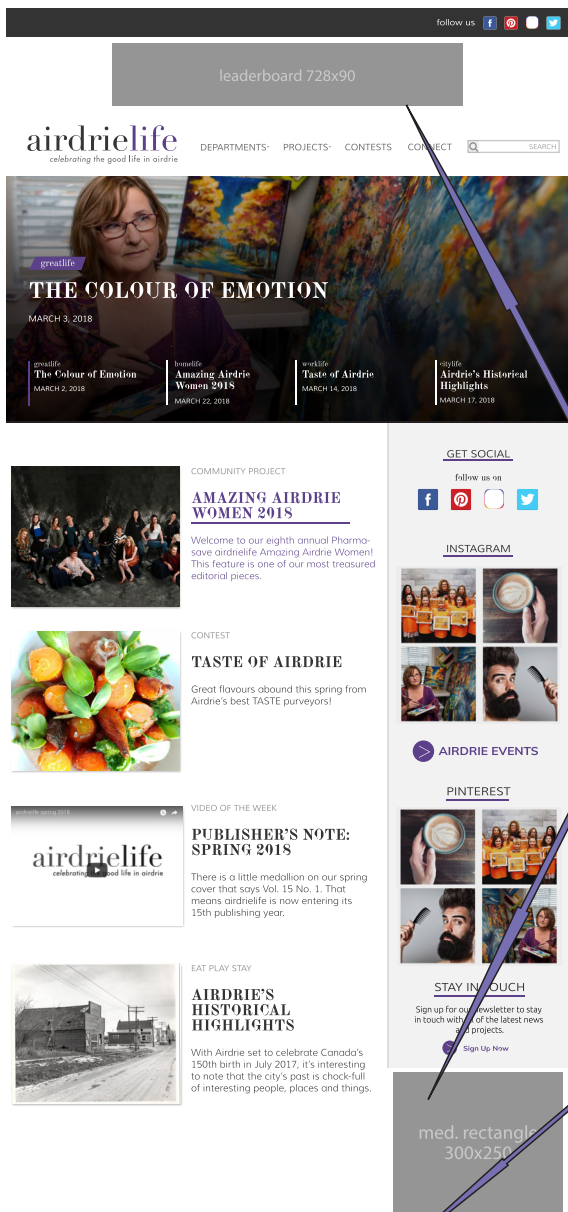 follow us
leaderboard 728x90
airdrielife
celebrating the good life in airdrie
DEPARTMENTS
PROJECTS
CONTESTS
CONNECT
SEARCH
greatlife
THE COLOUR OF EMOTION
MARCH 3, 2018
greatlife
The Colour of Emotion
MARCH 2, 2018
homelife
Amazing Airdrie
Women 2018
MARCH 22, 2018
worklife
Taste of Airdrie
MARCH 14, 2018
citylife
Airdrie's Historical
Highlights
MARCH 17, 2018
COMMUNITY PROJECT
AMAZING AIRDRIE
WOMEN 2018
Welcome to our eighth annual Pharma-
save airdrielife Amazing Airdrie Women!
This feature is one of our most treasured
editorial pieces.
CONTEST
TASTE OF AIRDRIE
Great flavours abound this spring from
Airdrie's best TASTE purveyors!
VIDEO OF THE WEEK
airdrielife spring 2018
airdrielife
celebrating the good life in airdrie
PUBLISHER'S NOTE:
SPRING 2018
There is a little medallion on our spring
cover that says Vol. 15 No. 1. That
means airdrielife is now entering its
15th publishing year.
EAT PLAY STAY
AIRDRIE'S
HISTORICAL
HIGHLIGHTS
With Airdrie set to celebrate Canada's
150th birth in July 2017, it's interesting
to note that the city's past is chock-full
of interesting people, places and things.
GET SOCIAL
follow us on
INSTAGRAM
AIRDRIE EVENTS
PINTEREST
STAY IN TOUCH
Sign up for our newsletter to stay
in touch with all of the latest news
and projects.
Sign Up Now
med. rectangle
300x250